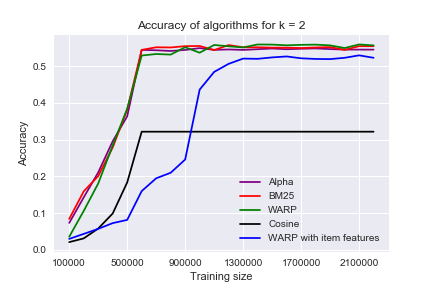 Accuracy of algorithms for k = 2
Accuracy
0.5
0.4
0.3
0.2
0.1
0.0
Alpha
BM25
WARP
Cosine
WARP with item features
100000 500000 900000 1300000 1700000 2100000
Training size